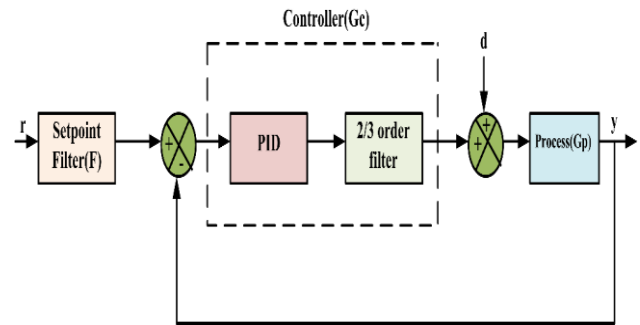 Controller(Gc)
d
r
Setpoint
Filter(F)
+
-
PID
2/3 order
filter
+
+
Process(Gp)
y